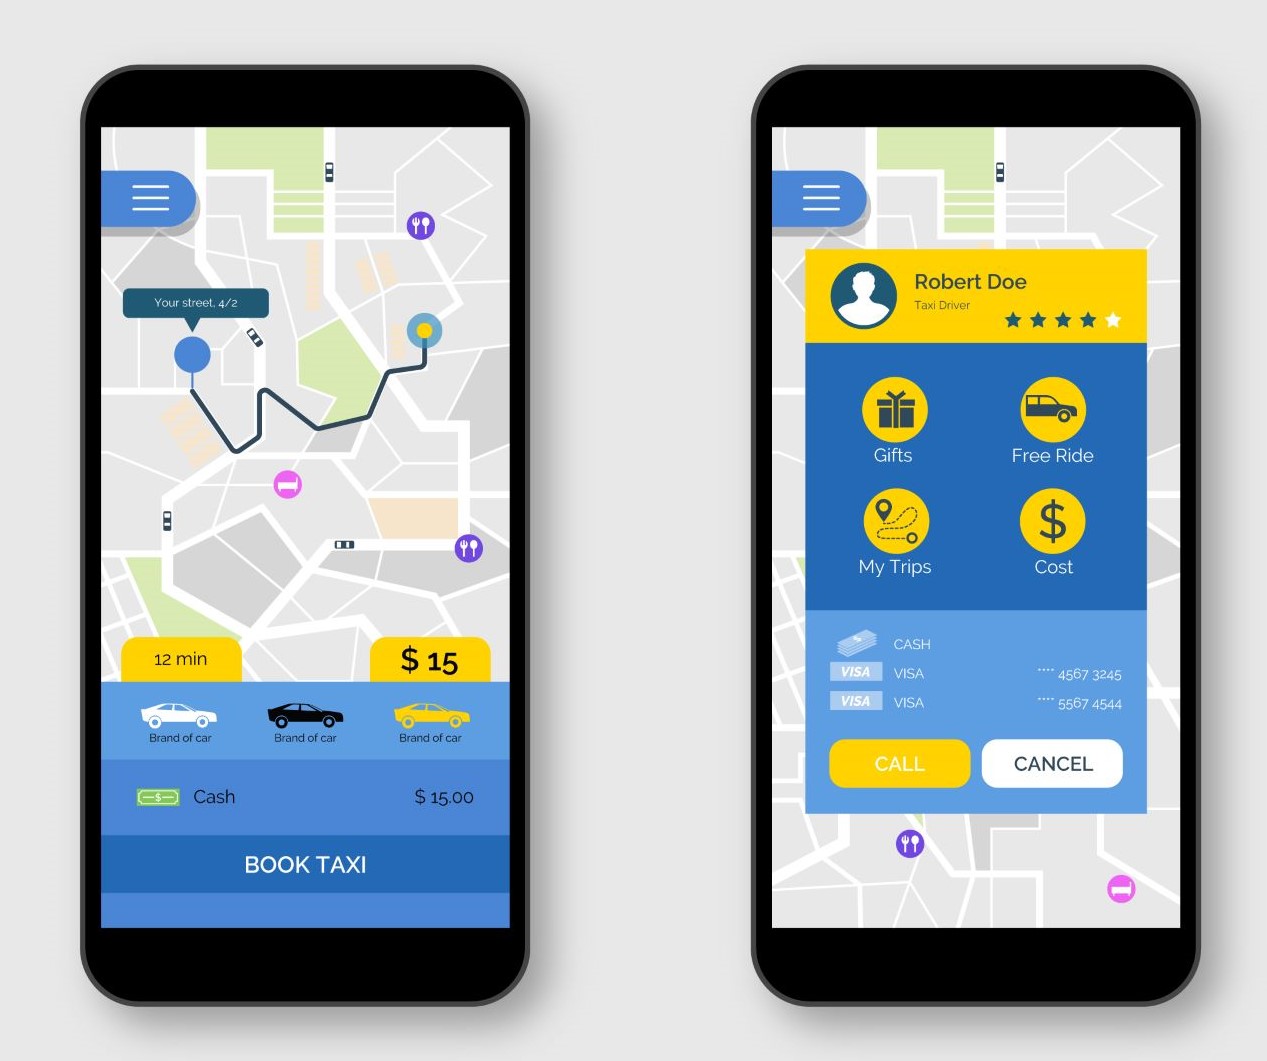 Your street, 4/2
12 min
$ 15
Brand of car
Brand of car
Brand of car
Cash
$ 15.00
BOOK TAXI
Robert Doe
Taxi Driver
Gifts
Free Ride
My Trips
$
Cost
CASH
VISA VISA **** 4567 3245
VISA VISA **** 5567 4544
CALL
CANCEL